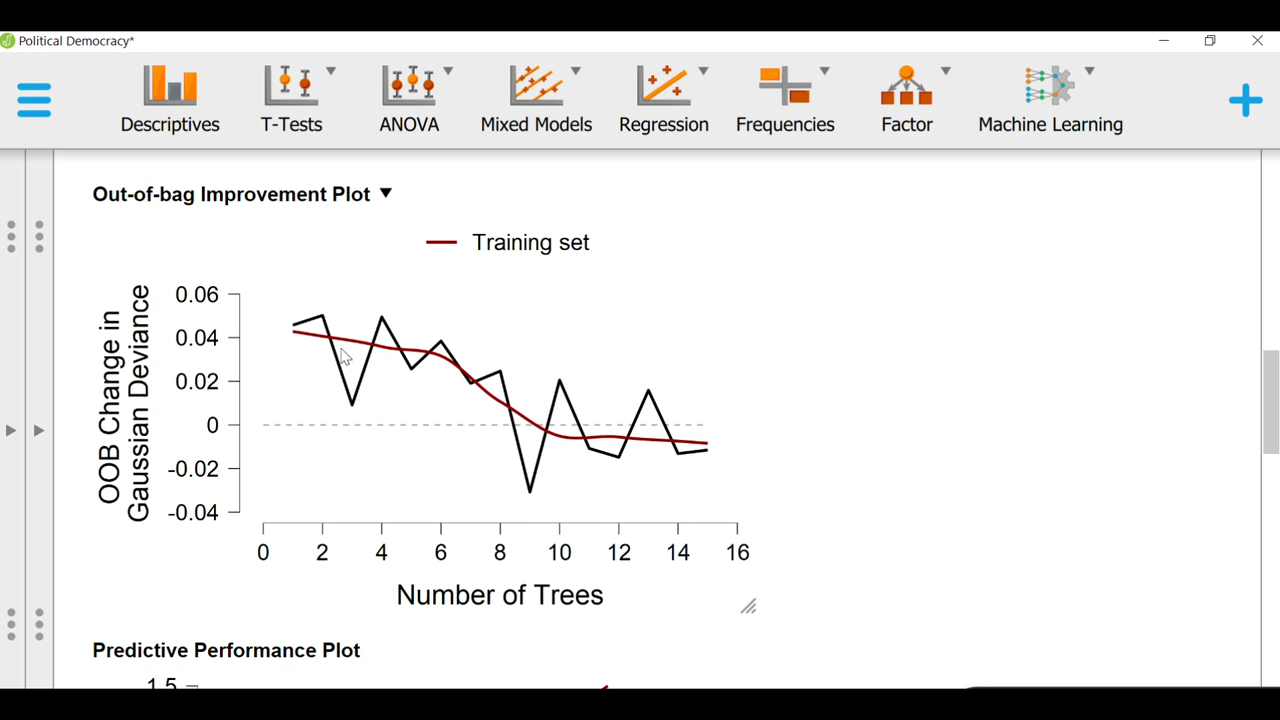 Political Democracy*
Descriptives
T-Tests
ANOVA
Mixed Models
Regression
Frequencies
Factor
Machine Learning
Out-of-bag Improvement Plot
Training set
OOB Change in
Gaussian Deviance
0.06
0.04
0.02
0
-0.02
-0.04
0 2 4 6 8 10 12 14 16
Number of Trees
Predictive Performance Plot
1.5